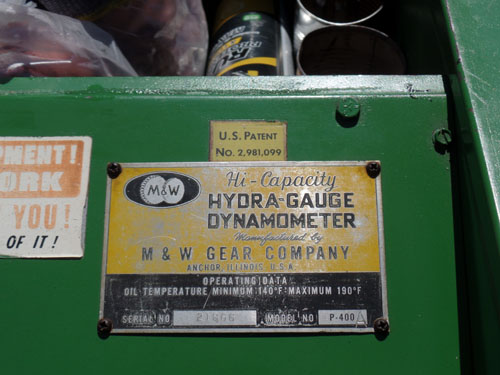 U.S. PATENT
NO. 2,981,099
PMENT!
ORK
YOU!
OF IT!
M&W
Hi-Capacity
HYDRA-GAUGE
DYNAMOMETER
Manufactured by
M & W GEAR COMPANY
ANCHOR, ILLINOIS, U.S.A.
OPERATING DATA
OIL TEMPERATURE MINIMUM 140°F MAXIMUM 190°F
SERIAL NO
MODEL NO P-400A